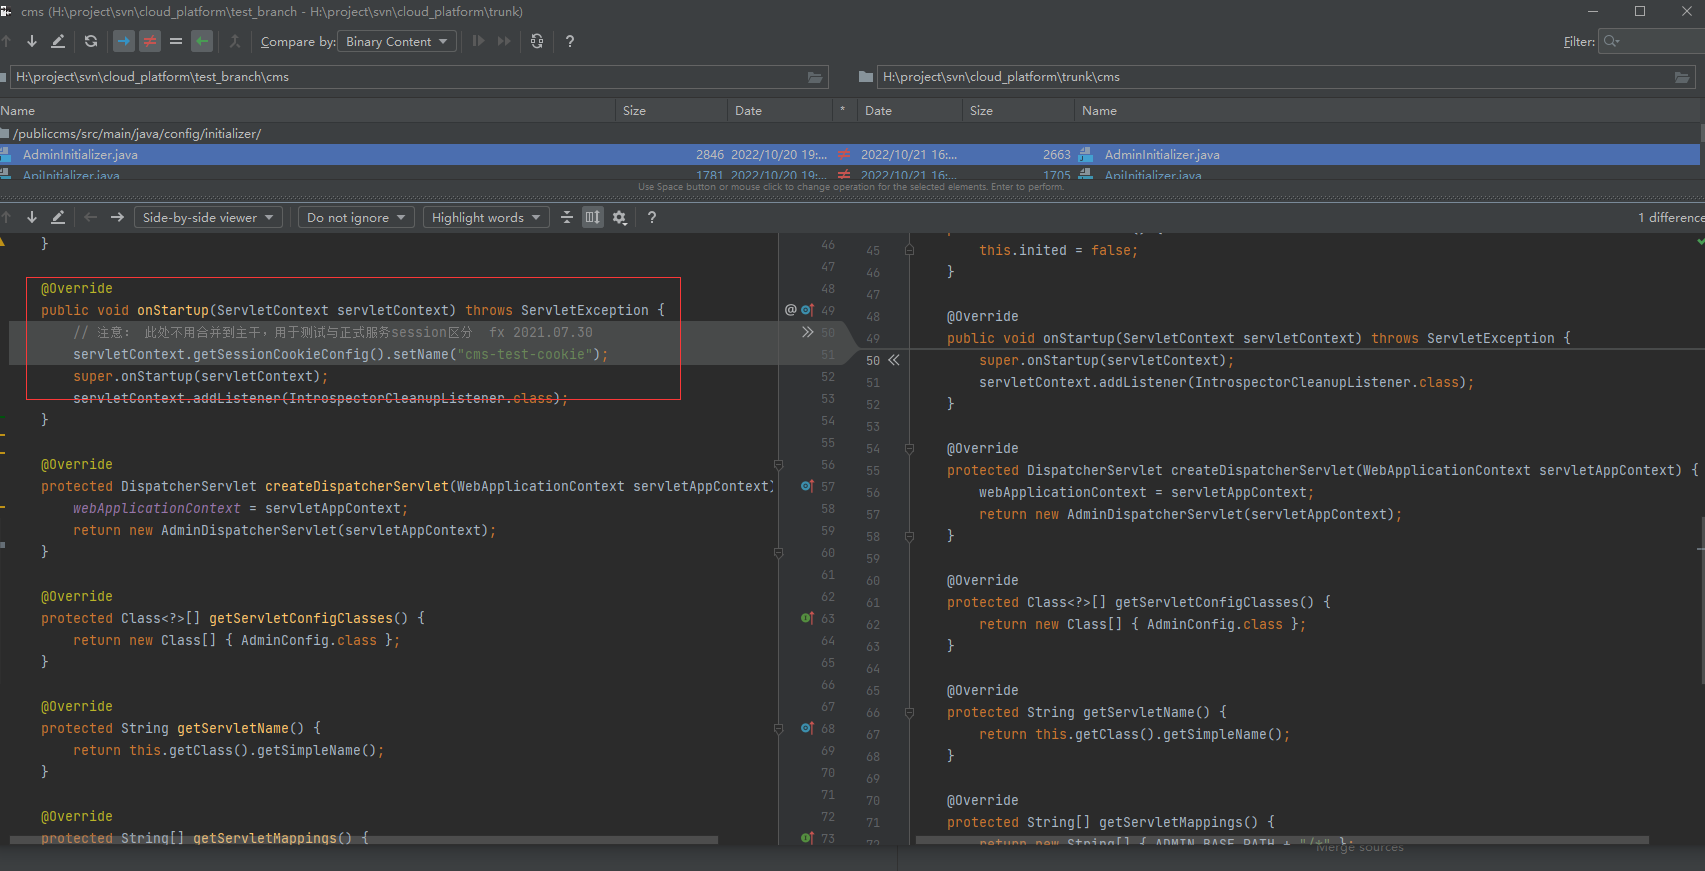 cms (H:\project\svn\cloud_platform\test_branch - H:\project\svn\cloud_platform\trunk)
Compare by: Binary Content
Filter:
H:\project\svn\cloud_platform\test_branch\cms
H:\project\svn\cloud_platform\trunk\cms
Name Size Date * Date Size Name
/publiccms/src/main/java/config/initializer/
AdminInitializer.java 2846 2022/10/20 19:... 2022/10/21 16:... 2663 AdminInitializer.java
ApiInitializer.java 1781 2022/10/20 19:... 2022/10/21 16:... 1705 ApiInitializer.java
Use Space button or mouse click to change operation for the selected elements. Enter to perform.
Side-by-side viewer Do not ignore Highlight words ? 1 difference
46 }
47
48 @Override
49 public void onStartup(ServletContext servletContext) throws ServletException {
50 // 注意： 此处不用合并到主干，用于测试与正式服务session区分 fx 2021.07.30
51 servletContext.getSessionCookieConfig().setName("cms-test-cookie");
52 super.onStartup(servletContext);
53 servletContext.addListener(IntrospectorCleanupListener.class);
54 }
55
56 @Override
57 protected DispatcherServlet createDispatcherServlet(WebApplicationContext servletAppContext)
58 webApplicationContext = servletAppContext;
59 return new AdminDispatcherServlet(servletAppContext);
60 }
61
62 @Override
63 protected Class<?>[] getServletConfigClasses() {
64 return new Class[] { AdminConfig.class };
65 }
66
67 @Override
68 protected String getServletName() {
69 return this.getClass().getSimpleName();
70 }
71
72 @Override
73 protected String[] getServletMappings() {
45 this.inited = false;
46 }
47
48 @Override
49 public void onStartup(ServletContext servletContext) throws ServletException {
50 super.onStartup(servletContext);
51 servletContext.addListener(IntrospectorCleanupListener.class);
52 }
53
54 @Override
55 protected DispatcherServlet createDispatcherServlet(WebApplicationContext servletAppContext) {
56 webApplicationContext = servletAppContext;
57 return new AdminDispatcherServlet(servletAppContext);
58 }
59
60 @Override
61 protected Class<?>[] getServletConfigClasses() {
62 return new Class[] { AdminConfig.class };
63 }
64
65 @Override
66 protected String getServletName() {
67 return this.getClass().getSimpleName();
68 }
69
70 @Override
71 protected String[] getServletMappings() {
72 return new String[] { ADMIN_BASE_PATH + "/*" };
Merge sources